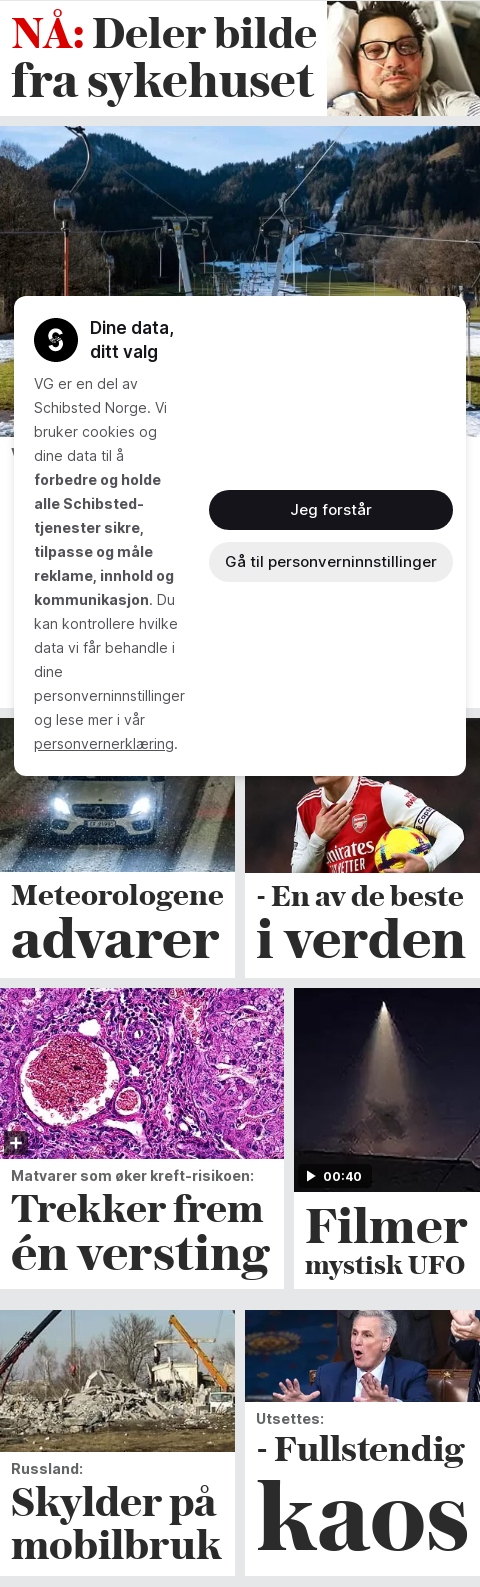 NÅ: Deler bilde
fra sykehuset
Dine data,
ditt valg
VG er en del av
Schibsted Norge. Vi
bruker cookies og
dine data til å
forbedre og holde
alle Schibsted-
tjenester sikre,
tilpasse og måle
reklame, innhold og
kommunikasjon. Du
kan kontrollere hvilke
data vi får behandle i
dine
personverninnstillinger
og lese mer i vår
personvernerklæring.
Jeg forstår
Gå til personverninnstillinger
Meteorologene
advarer
- En av de beste
i verden
Matvarer som øker kreft-risikoen:
Trekker frem
én versting
00:40
Filmer
mystisk UFO
Russland:
Skylder på
mobilbruk
Utsettes:
- Fullstendig
kaos